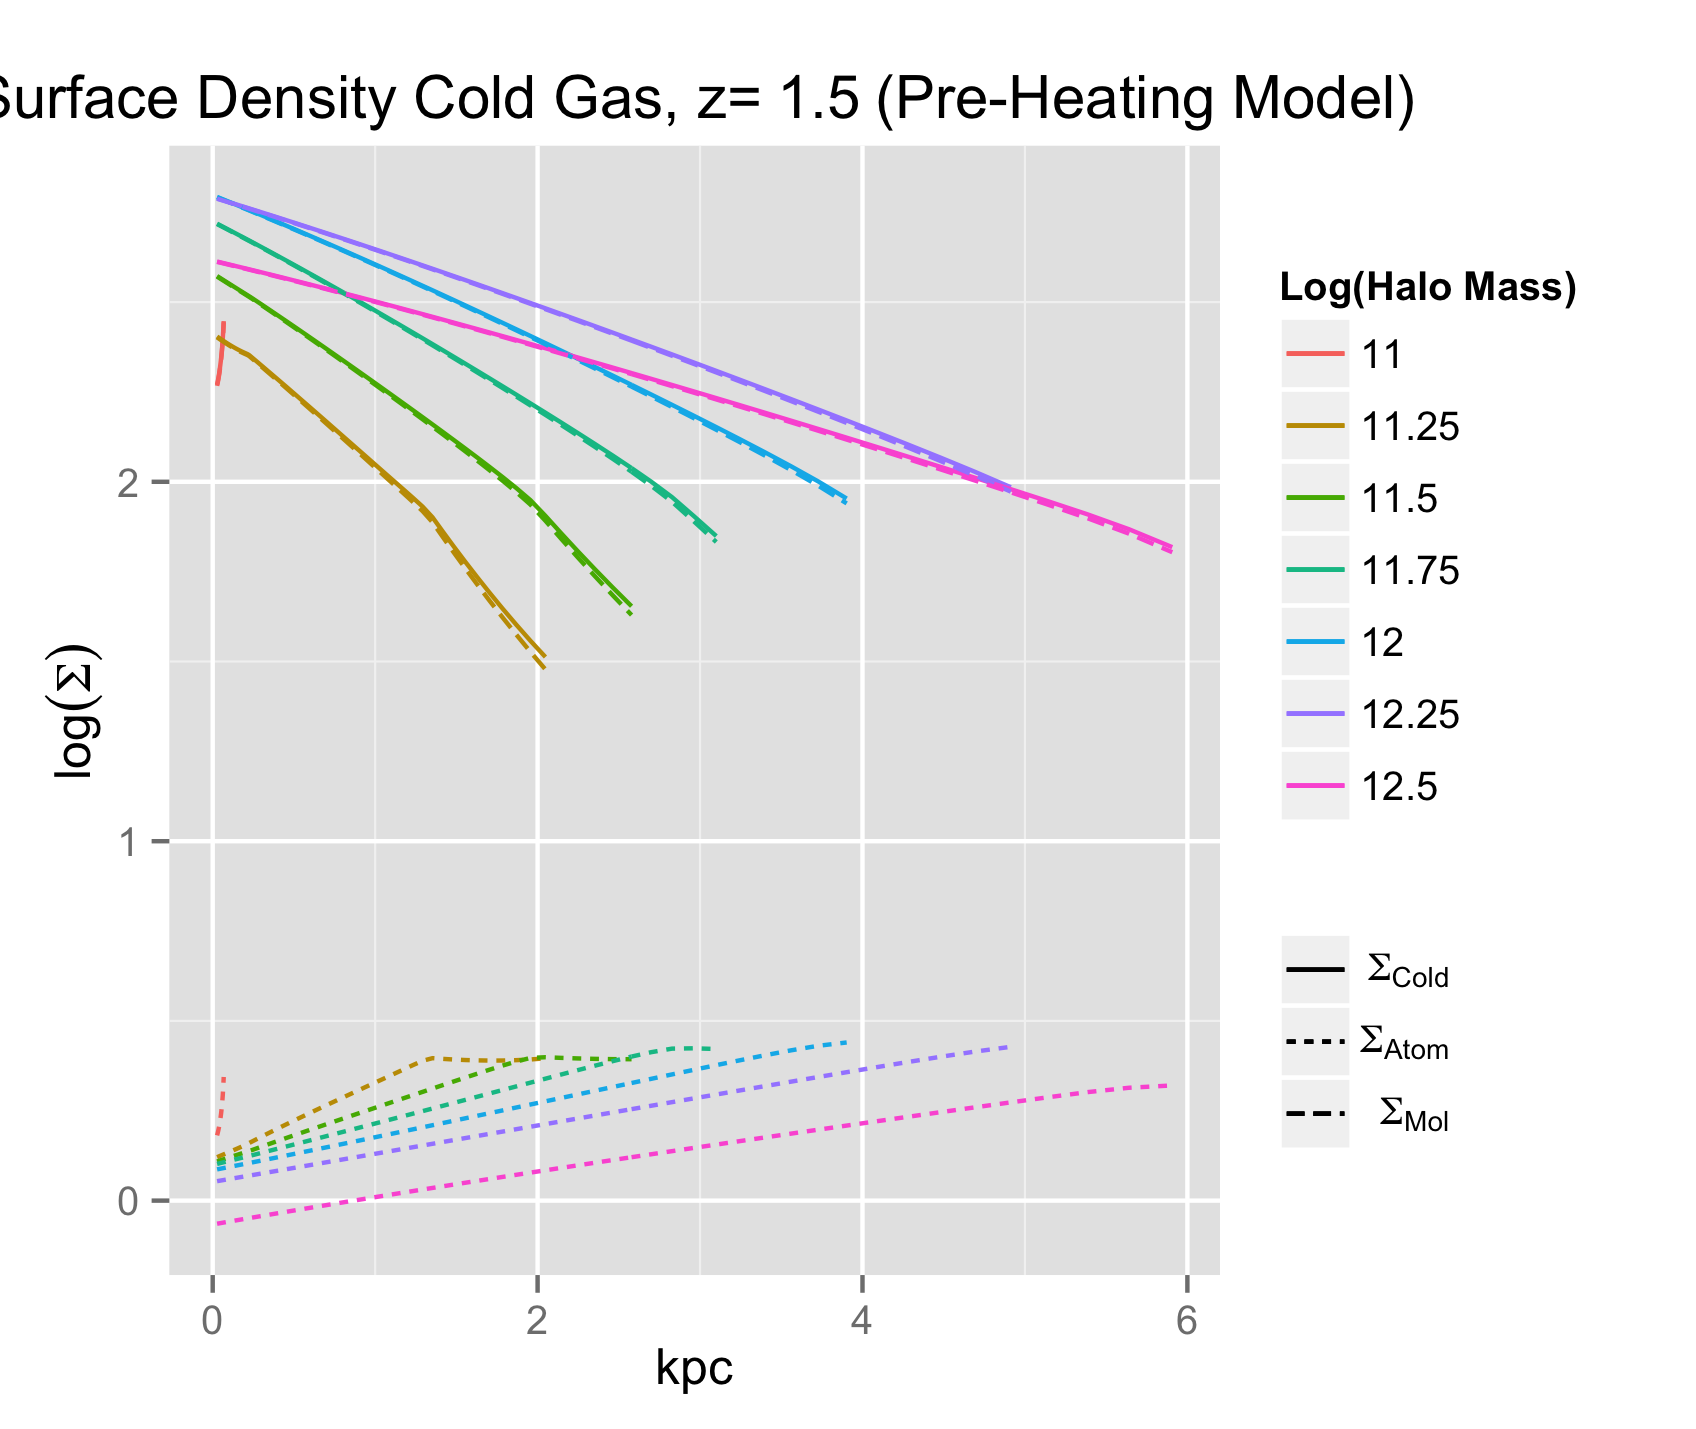 Surface Density Cold Gas, z= 1.5 (Pre-Heating Model)
log(Σ)
2
1
0
0 2 4 6
kpc
Log(Halo Mass)
11
11.25
11.5
11.75
12
12.25
12.5
ΣCold
ΣAtom
ΣMol